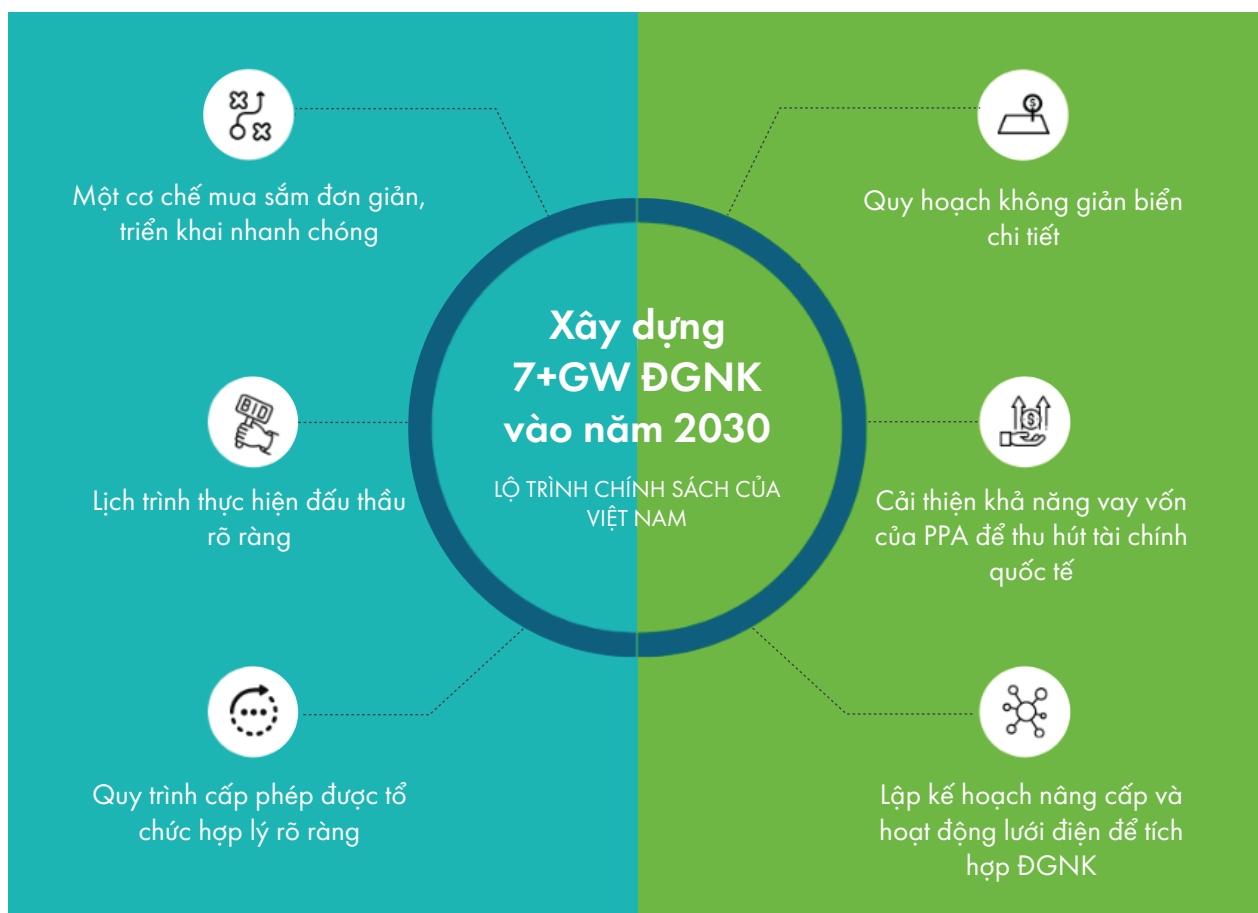 Một cơ chế mua sắm đơn giản,
triển khai nhanh chóng
Quy hoạch không giản biển
chi tiết
Xây dựng
7+GW ĐGNK
vào năm 2030
LỘ TRÌNH CHÍNH SÁCH CỦA
VIỆT NAM
BID
Lịch trình thực hiện đấu thầu
rõ ràng
$
Cải thiện khả năng vay vốn
của PPA để thu hút tài chính
quốc tế
Quy trình cấp phép được tổ
chức hợp lý rõ ràng
Lập kế hoạch nâng cấp và
hoạt động lưới điện để tích
hợp ĐGNK